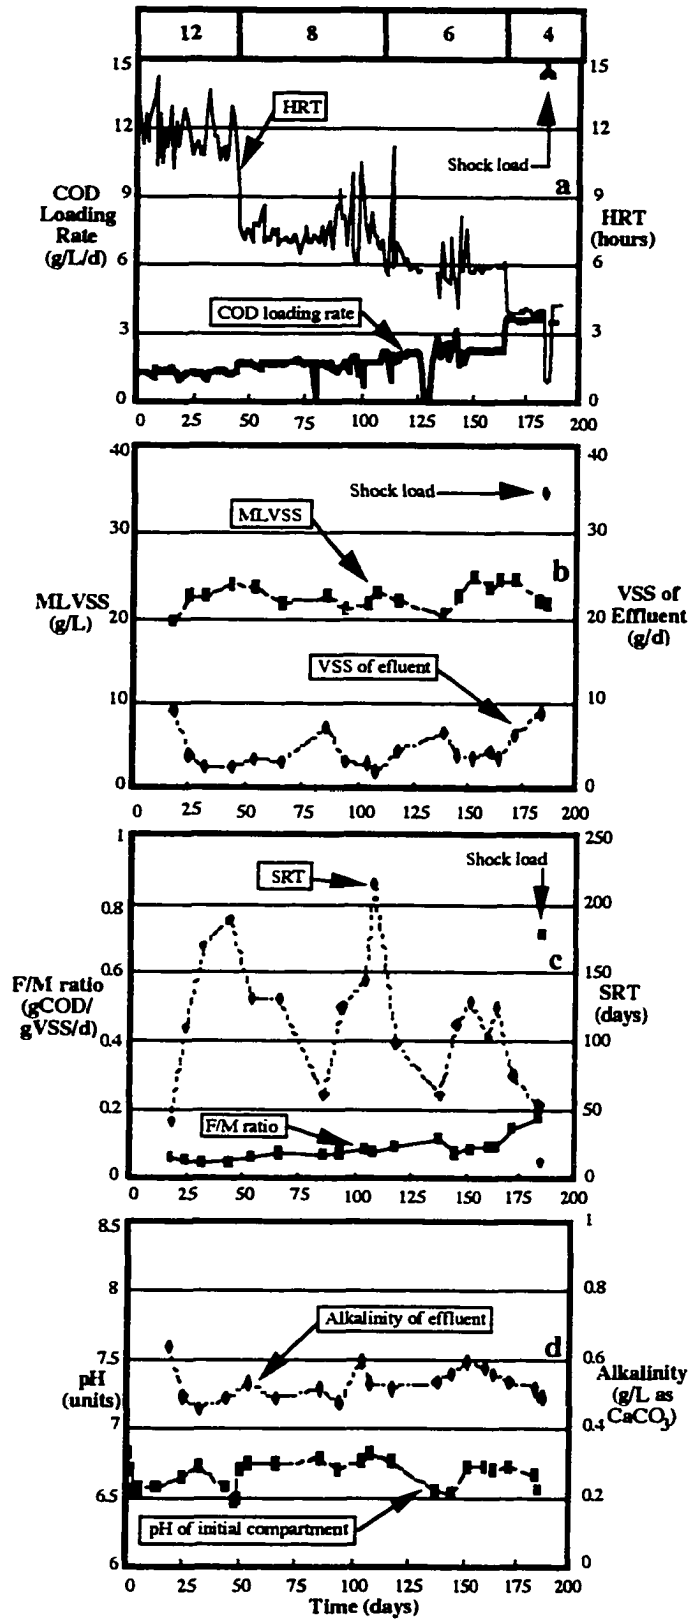 12 8 6 4
15 15
HRT
12 12
Shock load
a
COD
Loading
Rate
(g/L/d)
9 9
HRT
(hours)
6 6
COD loading rate
3 3
0 0
0 25 50 75 100 125 150 175 200
40 40
Shock load
MLVSS
30 30
b
MLVSS
(g/L)
VSS of
Effluent
(g/d)
20 20
VSS of efluent
10 10
0 0
0 25 50 75 100 125 150 175 200
1 250
Shock load
SRT
0.8 200
c
F/M ratio
(gCOD/
gVSS/d)
0.6 150
SRT
(days)
0.4 100
F/M ratio
0.2 50
0 0
0 25 50 75 100 125 150 175 200
8.5 1
8 0.8
Alkalinity of effluent
d
7.5 0.6
pH
(units)
Alkalinity
(g/L as
CaCO3)
7 0.4
6.5 0.2
pH of initial compartment
6 0
0 25 50 75 100 125 150 175 200
Time (days)